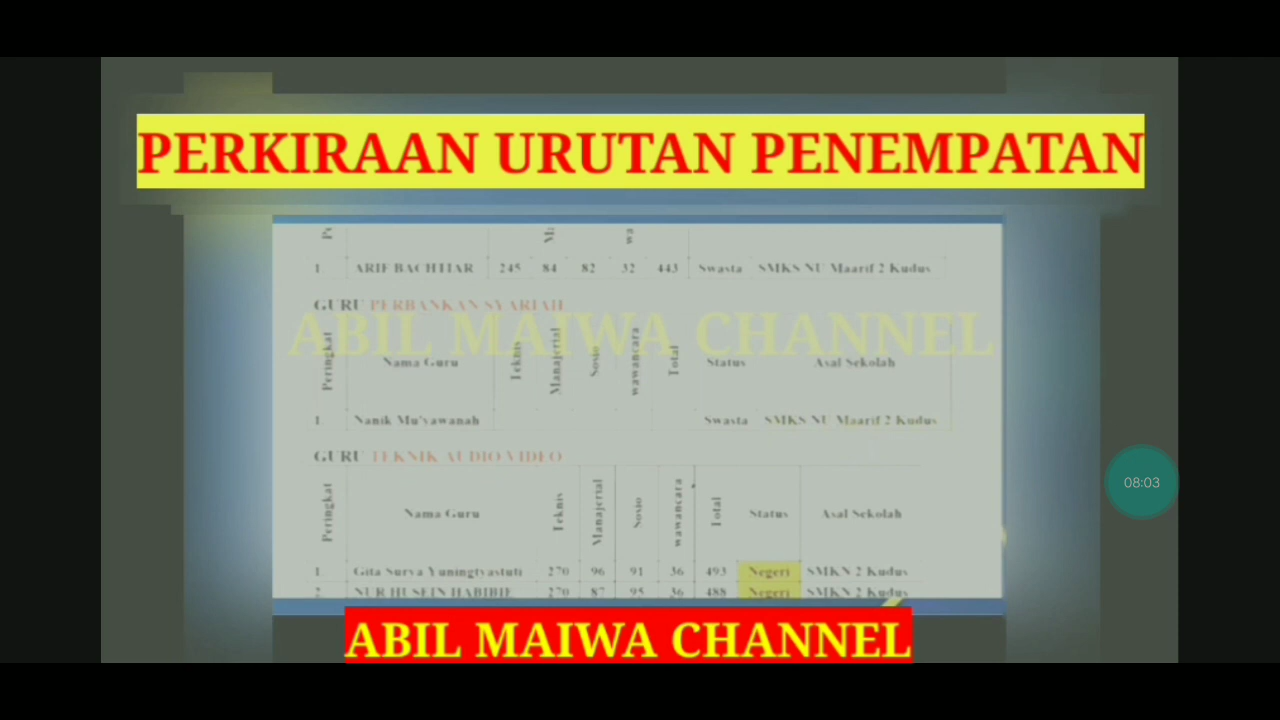 PERKIRAAN URUTAN PENEMPATAN
1. ARIF BACHTIAR 245 84 82 32 443 Swasta SMKS NU Maarif 2 Kudus
GURU PERBANKAN SYARIAH
ABIL MAIWA CHANNEL
Peringkat Nama Guru Teknis Manajerial Sosio wawancara Total Status Asal Sekolah
1. Nanik Mu'yawanah Swasta SMKS NU Maarif 2 Kudus
GURU TEKNIK AUDIO VIDEO
Peringkat Nama Guru Teknis Manajerial Sosio wawancara Total Status Asal Sekolah
1. Gita Surya Yuningtyastuti 270 96 91 36 493 Negeri SMKN 2 Kudus
2. NUR HUSEIN HABIBIE 270 87 95 36 488 Negeri SMKN 2 Kudus
08:03
ABIL MAIWA CHANNEL